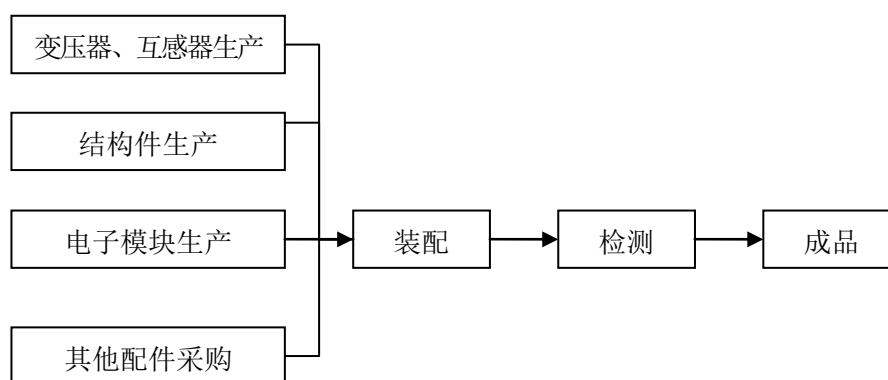 变压器、互感器生产
结构件生产
电子模块生产
装配
检测
成品
其他配件采购